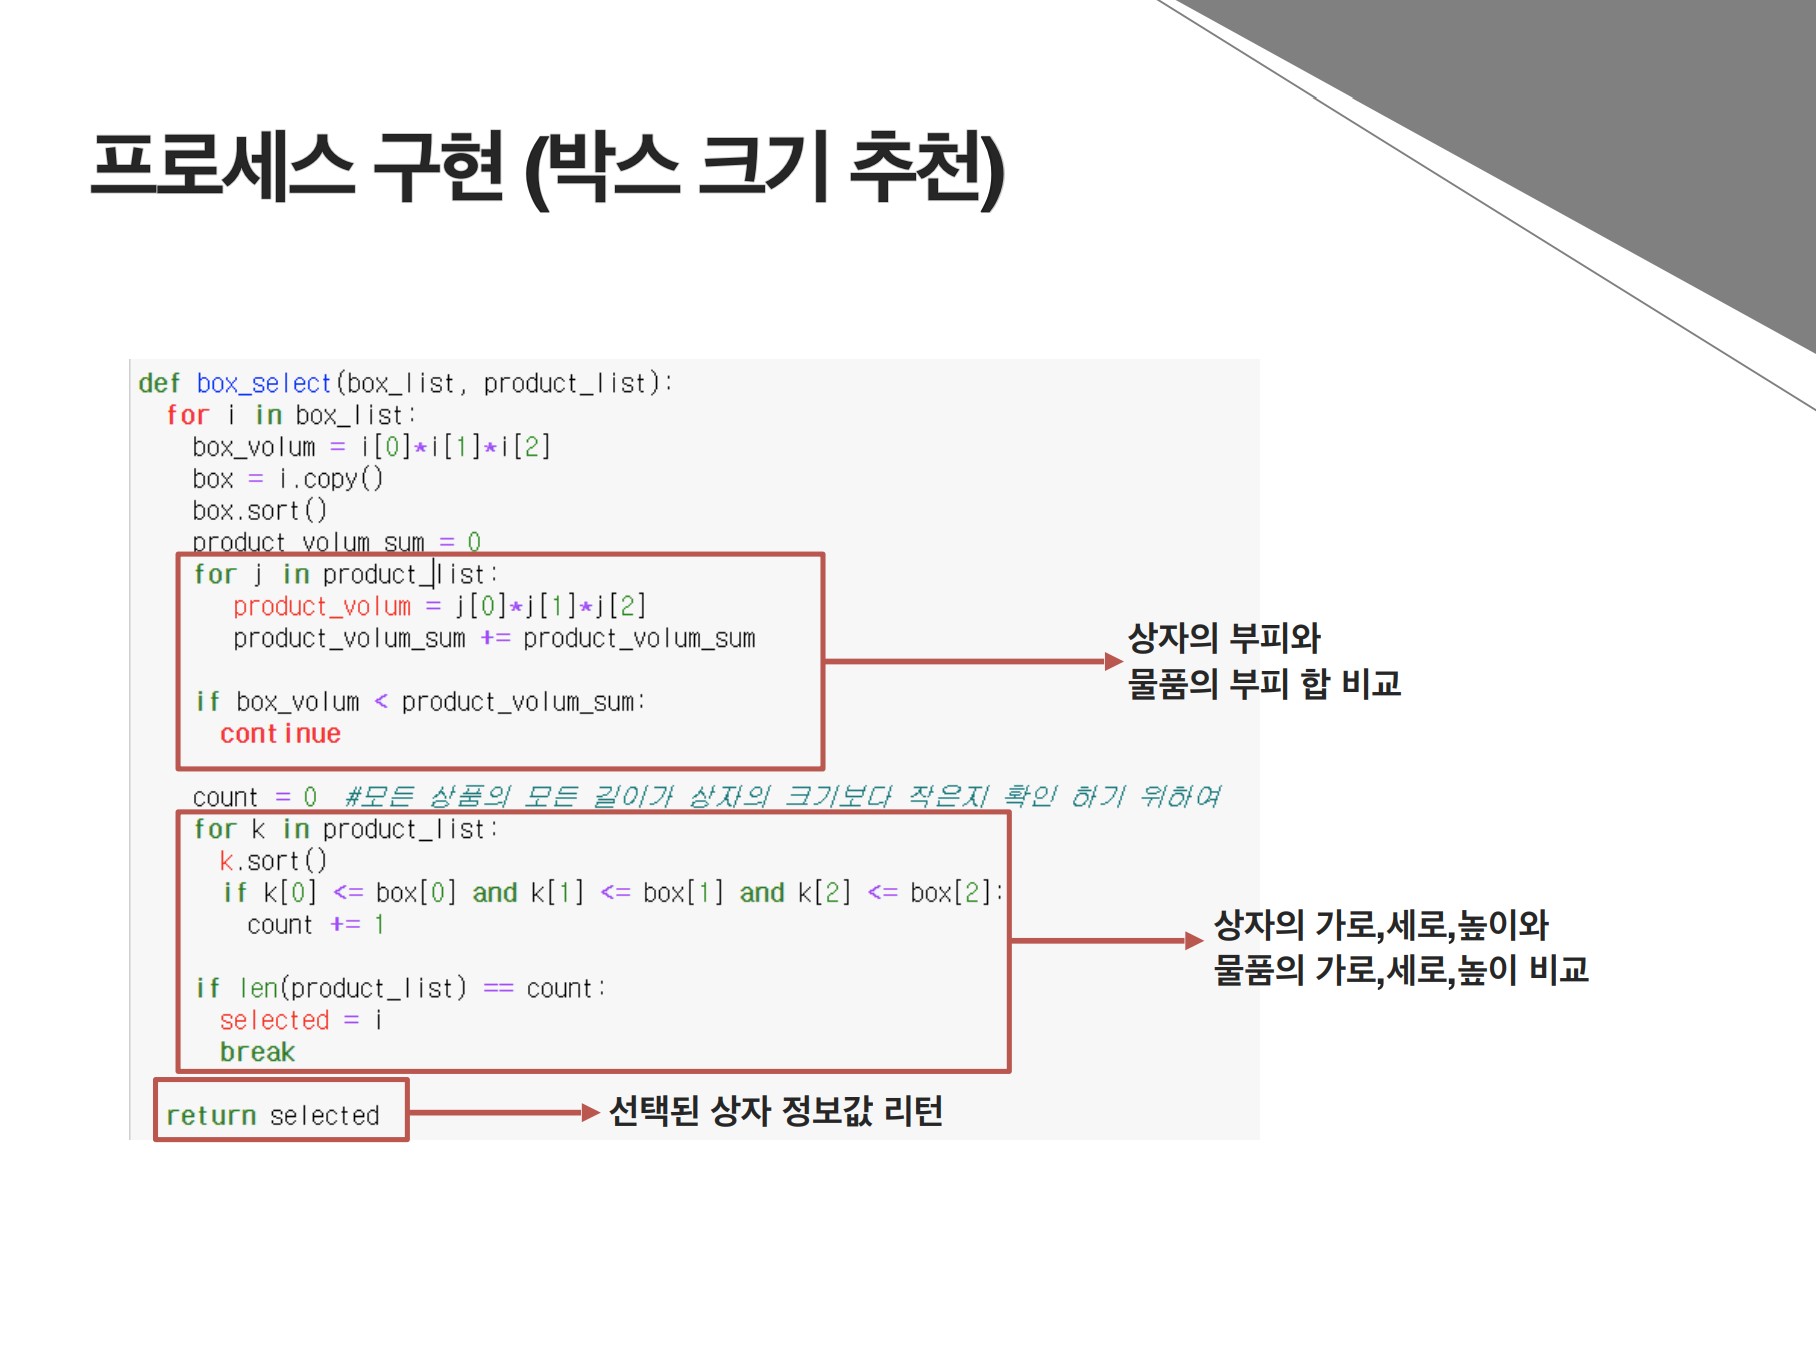 프로세스 구현 (박스 크기 추천)
def box_select(box_list, product_list):
for i in box_list:
box_volum = i[0]*i[1]*i[2]
box = i.copy()
box.sort()
product_volum_sum = 0
for j in product_list:
product_volum = j[0]*j[1]*j[2]
product_volum_sum += product_volum_sum
if box_volum < product_volum_sum:
continue
상자의 부피와
물품의 부피 합 비교
count = 0 #모든 상품의 모든 길이가 상자의 크기보다 작은지 확인 하기 위하여
for k in product_list:
k.sort()
if k[0] <= box[0] and k[1] <= box[1] and k[2] <= box[2]:
count += 1
if len(product_list) == count:
selected = i
break
상자의 가로,세로,높이와
물품의 가로,세로,높이 비교
return selected
선택된 상자 정보값 리턴